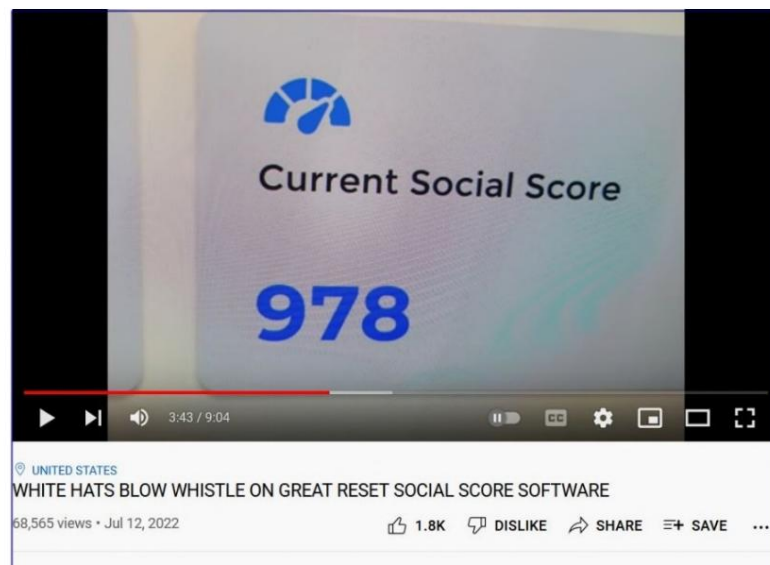 Current Social Score
978
3:43 / 9:04
CC
UNITED STATES
WHITE HATS BLOW WHISTLE ON GREAT RESET SOCIAL SCORE SOFTWARE
68,565 views • Jul 12, 2022 1.8K DISLIKE SHARE SAVE ...